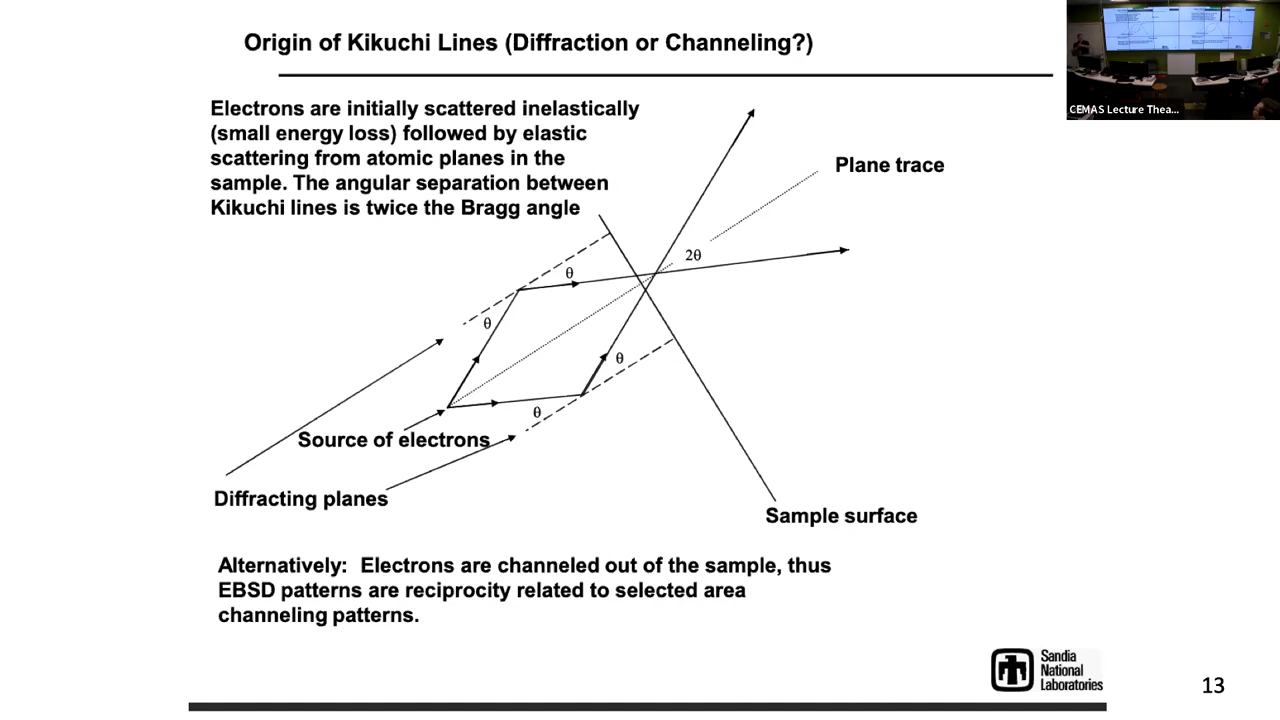 Origin of Kikuchi Lines (Diffraction or Channeling?)
CEMAS Lecture Thea...
Electrons are initially scattered inelastically
(small energy loss) followed by elastic
scattering from atomic planes in the
sample. The angular separation between
Kikuchi lines is twice the Bragg angle
Plane trace
2θ
θ
θ
θ
θ
Source of electrons
Diffracting planes
Sample surface
Alternatively: Electrons are channeled out of the sample, thus
EBSD patterns are reciprocity related to selected area
channeling patterns.
Sandia
National
Laboratories
13